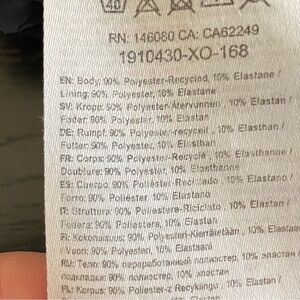 40
RN: 146080 CA: CA62249
1910430-XO-168
EN: Body: 90% Polyester-Recycled, 10% Elastane /
Lining: 90% Polyester, 10% Elastane
SV: Kropp: 90% Polyester-Återvunnen, 10% Elastan /
Foder: 90% Polyester, 10% Elastan
DE: Rumpf: 90% Polyester-recycelt, 10% Elasthan /
Futter: 90% Polyester, 10% Elasthan
FR: Corps: 90% Polyester-Recyclé, 10% Elasthanne /
Doublure: 90% Polyester, 10% Elasthanne
ES: Cuerpo: 90% Poliéster-Reciclado, 10% Elastano /
Forro: 90% Poliéster, 10% Elastano
IT: Struttura: 90% Poliestere-Riciclato, 10% Elastan /
Fodera: 90% Poliestere, 10% Elastan
FI: Kokonaisuus: 90% Polyesteri-Kierrätetään, 10% Elastaani
/ Vuori: 90% Polyesteri, 10% Elastaani
RU: Тело: 90% переработанный полиэстер, 10% эластан /
подкладка: 90% полиэстер, 10% эластан
PL: Korpus: 90% Poliester-z Recyklingu, 10% Elastan /